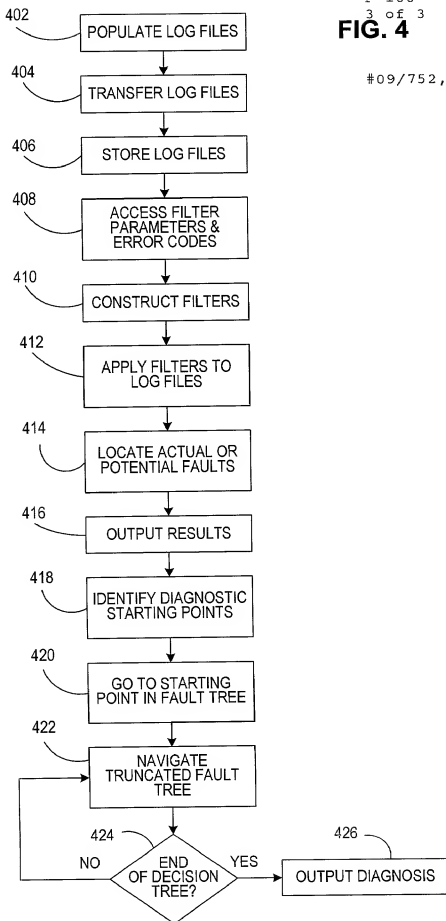 3 of 3
FIG. 4
#09/752,
402
POPULATE LOG FILES
404
TRANSFER LOG FILES
406
STORE LOG FILES
408
ACCESS FILTER
PARAMETERS &
ERROR CODES
410
CONSTRUCT FILTERS
412
APPLY FILTERS TO
LOG FILES
414
LOCATE ACTUAL OR
POTENTIAL FAULTS
416
OUTPUT RESULTS
418
IDENTIFY DIAGNOSTIC
STARTING POINTS
420
GO TO STARTING
POINT IN FAULT TREE
422
NAVIGATE
TRUNCATED FAULT
TREE
424
NO
END
OF DECISION
TREE?
YES
426
OUTPUT DIAGNOSIS